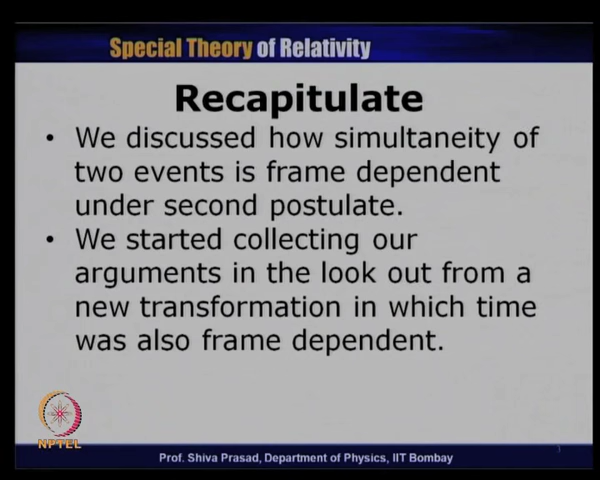 Special Theory of Relativity
Recapitulate
• We discussed how simultaneity of
two events is frame dependent
under second postulate.
• We started collecting our
arguments in the look out from a
new transformation in which time
was also frame dependent.
NPTEL
Prof. Shiva Prasad, Department of Physics, IIT Bombay